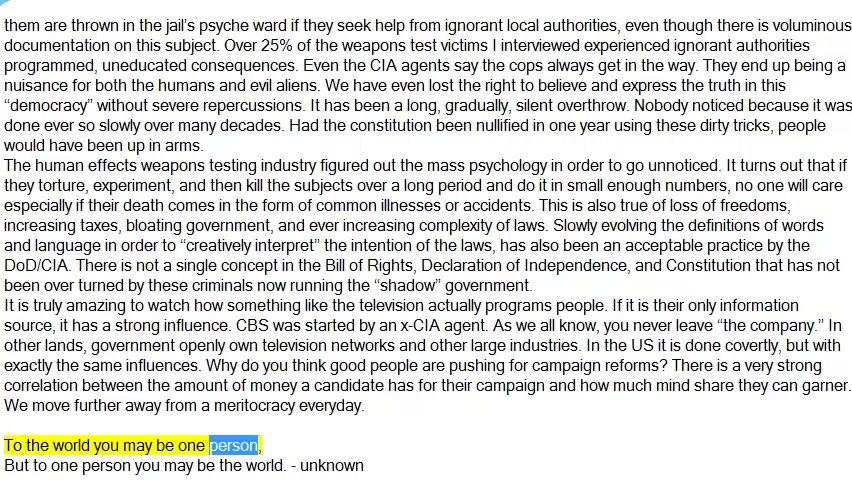 them are thrown in the jail’s psyche ward if they seek help from ignorant local authorities, even though there is voluminous
documentation on this subject. Over 25% of the weapons test victims I interviewed experienced ignorant authorities
programmed, uneducated consequences. Even the CIA agents say the cops always get in the way. They end up being a
nuisance for both the humans and evil aliens. We have even lost the right to believe and express the truth in this
“democracy” without severe repercussions. It has been a long, gradually, silent overthrow. Nobody noticed because it was
done ever so slowly over many decades. Had the constitution been nullified in one year using these dirty tricks, people
would have been up in arms.
The human effects weapons testing industry figured out the mass psychology in order to go unnoticed. It turns out that if
they torture, experiment, and then kill the subjects over a long period and do it in small enough numbers, no one will care
especially if their death comes in the form of common illnesses or accidents. This is also true of loss of freedoms,
increasing taxes, bloating government, and ever increasing complexity of laws. Slowly evolving the definitions of words
and language in order to “creatively interpret” the intention of the laws, has also been an acceptable practice by the
DoD/CIA. There is not a single concept in the Bill of Rights, Declaration of Independence, and Constitution that has not
been over turned by these criminals now running the “shadow” government.
It is truly amazing to watch how something like the television actually programs people. If it is their only information
source, it has a strong influence. CBS was started by an x-CIA agent. As we all know, you never leave “the company.” In
other lands, government openly own television networks and other large industries. In the US it is done covertly, but with
exactly the same influences. Why do you think good people are pushing for campaign reforms? There is a very strong
correlation between the amount of money a candidate has for their campaign and how much mind share they can garner.
We move further away from a meritocracy everyday.
To the world you may be one person,
But to one person you may be the world. - unknown